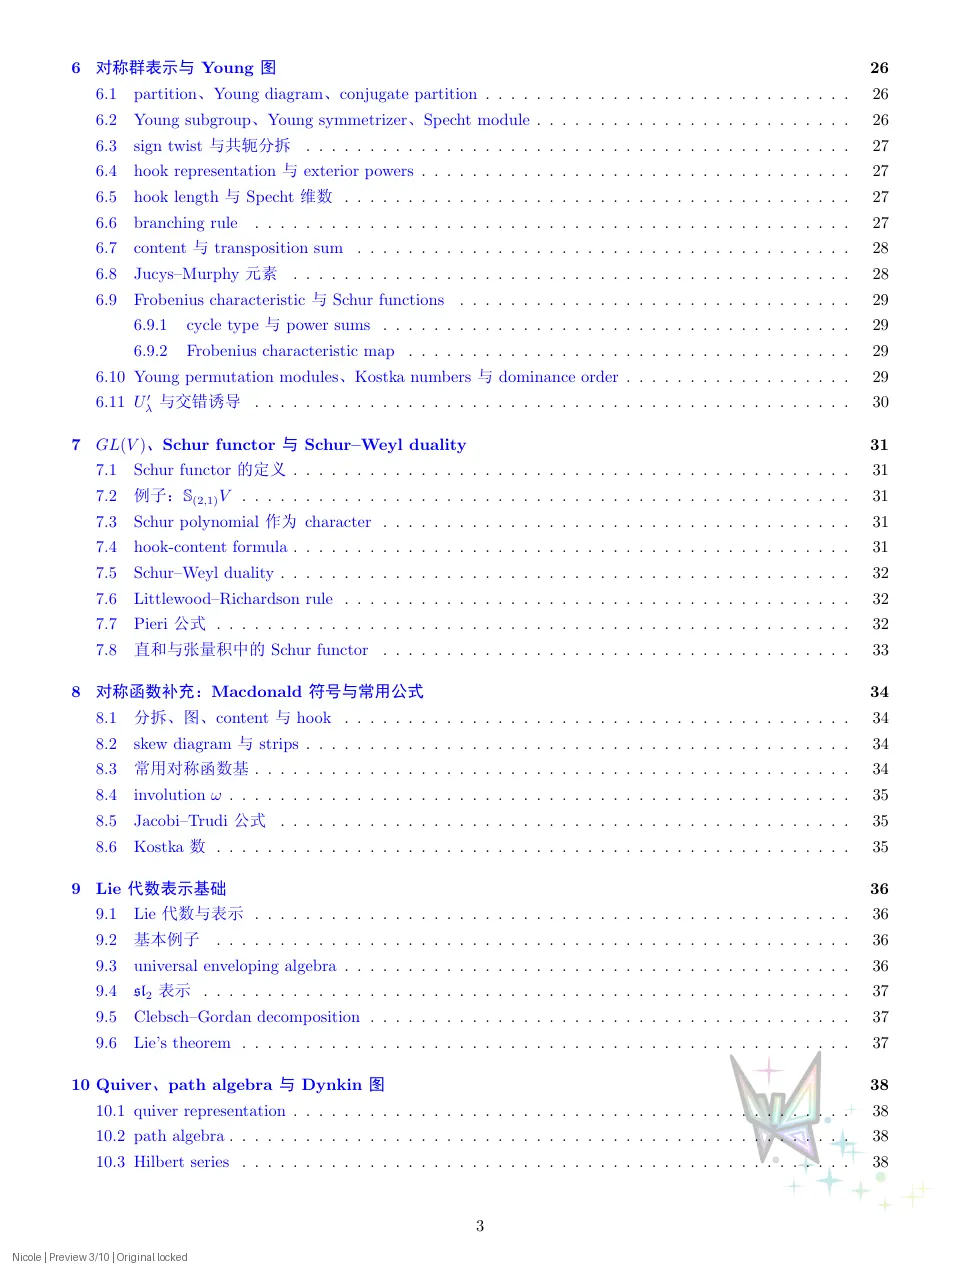 6 对称群表示与 Young 图 26
6.1 partition、Young diagram、conjugate partition 26
6.2 Young subgroup、Young symmetrizer、Specht module 26
6.3 sign twist 与共轭分拆 27
6.4 hook representation 与 exterior powers 27
6.5 hook length 与 Specht 维数 27
6.6 branching rule 27
6.7 content 与 transposition sum 28
6.8 Jucys–Murphy 元素 28
6.9 Frobenius characteristic 与 Schur functions 29
6.9.1 cycle type 与 power sums 29
6.9.2 Frobenius characteristic map 29
6.10 Young permutation modules、Kostka numbers 与 dominance order 29
6.11 U′λ 与交错诱导 30
7 GL(V)、Schur functor 与 Schur–Weyl duality 31
7.1 Schur functor 的定义 31
7.2 例子：𝕊(2,1)V 31
7.3 Schur polynomial 作为 character 31
7.4 hook-content formula 31
7.5 Schur–Weyl duality 32
7.6 Littlewood–Richardson rule 32
7.7 Pieri 公式 32
7.8 直和与张量积中的 Schur functor 33
8 对称函数补充：Macdonald 符号与常用公式 34
8.1 分拆、图、content 与 hook 34
8.2 skew diagram 与 strips 34
8.3 常用对称函数基 34
8.4 involution ω 35
8.5 Jacobi–Trudi 公式 35
8.6 Kostka 数 35
9 Lie 代数表示基础 36
9.1 Lie 代数与表示 36
9.2 基本例子 36
9.3 universal enveloping algebra 36
9.4 𝔰𝔩2 表示 37
9.5 Clebsch–Gordan decomposition 37
9.6 Lie's theorem 37
10 Quiver、path algebra 与 Dynkin 图 38
10.1 quiver representation 38
10.2 path algebra 38
10.3 Hilbert series 38
3
Nicole | Preview 3/10 | Original locked